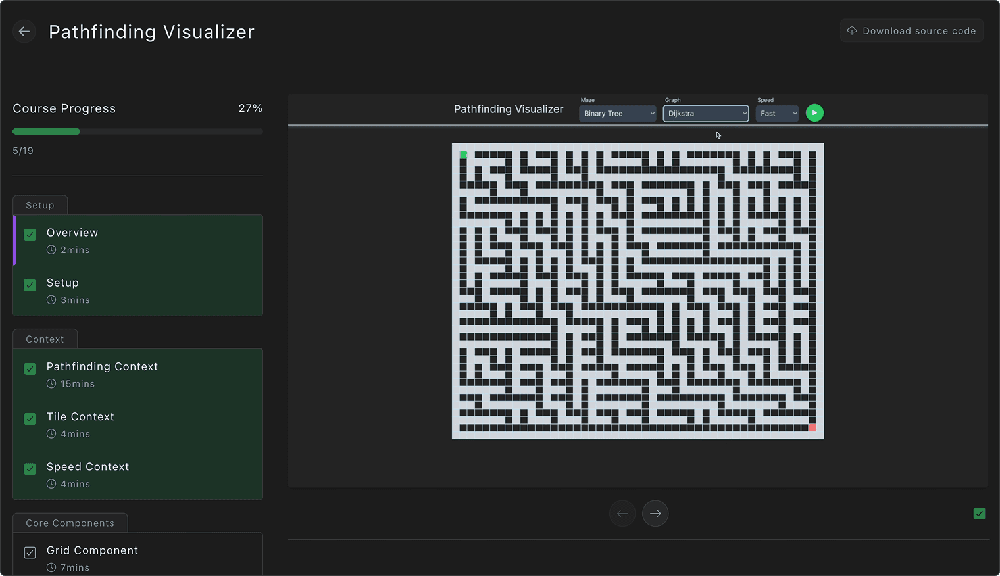 Pathfinding Visualizer
Download source code
Course Progress
27%
5/19
Setup
Overview
2mins
Setup
3mins
Context
Pathfinding Context
15mins
Tile Context
4mins
Speed Context
4mins
Core Components
Grid Component
7mins
Pathfinding Visualizer
Maze
Binary Tree
Graph
Dijkstra
Speed
Fast